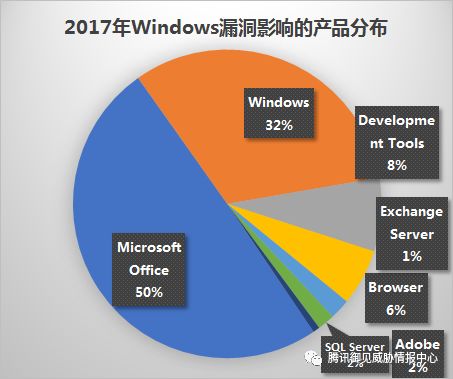 2017年Windows漏洞影响的产品分布
Windows
32%
Developme
nt Tools
8%
Exchange
Server
1%
Microsoft
Office
50%
Browser
6%
SQL Server
2%
Adobe
2%
腾讯御见威胁情报中心